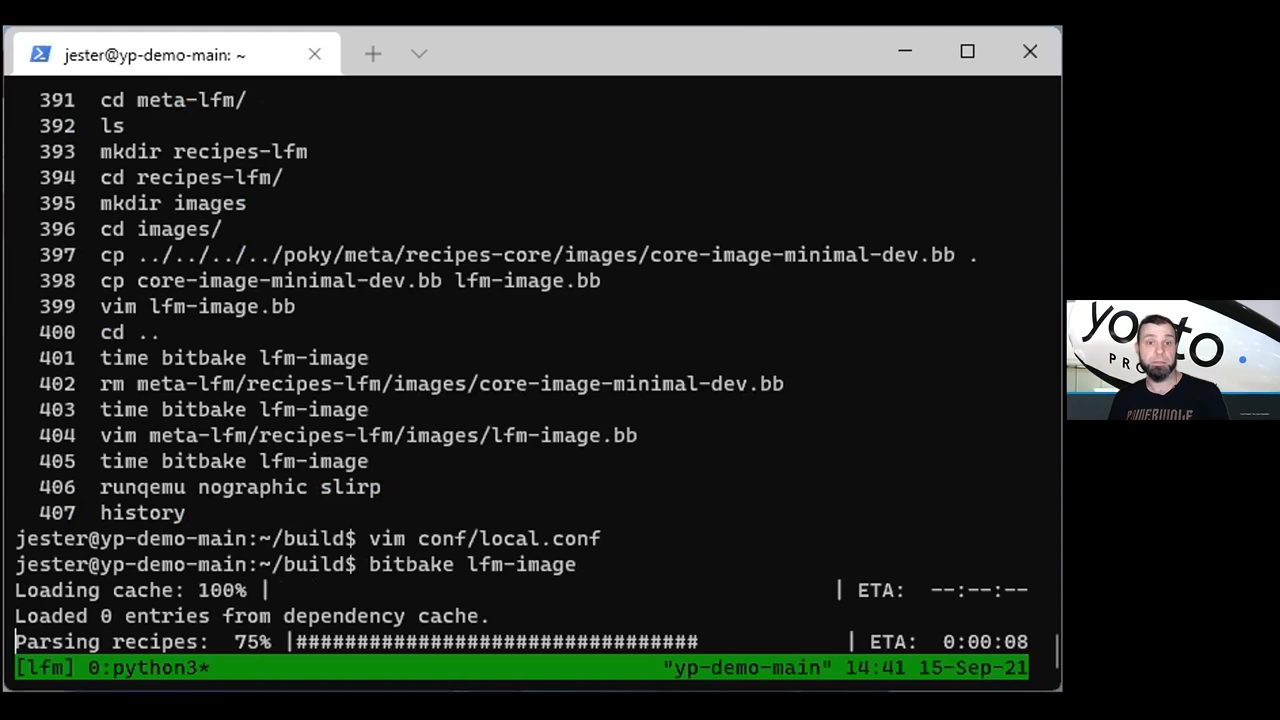 jester@yp-demo-main: ~
391 cd meta-lfm/
392 ls
393 mkdir recipes-lfm
394 cd recipes-lfm/
395 mkdir images
396 cd images/
397 cp ../../../../poky/meta/recipes-core/images/core-image-minimal-dev.bb .
398 cp core-image-minimal-dev.bb lfm-image.bb
399 vim lfm-image.bb
400 cd ..
401 time bitbake lfm-image
402 rm meta-lfm/recipes-lfm/images/core-image-minimal-dev.bb
403 time bitbake lfm-image
404 vim meta-lfm/recipes-lfm/images/lfm-image.bb
405 time bitbake lfm-image
406 runqemu nographic slirp
407 history
jester@yp-demo-main:~/build$ vim conf/local.conf
jester@yp-demo-main:~/build$ bitbake lfm-image
Loading cache: 100% | | ETA: --:--:--
Loaded 0 entries from dependency cache.
Parsing recipes: 75% |################################# | ETA: 0:00:08
[lfm] 0:python3* "yp-demo-main" 14:41 15-Sep-21
POWERWOLF